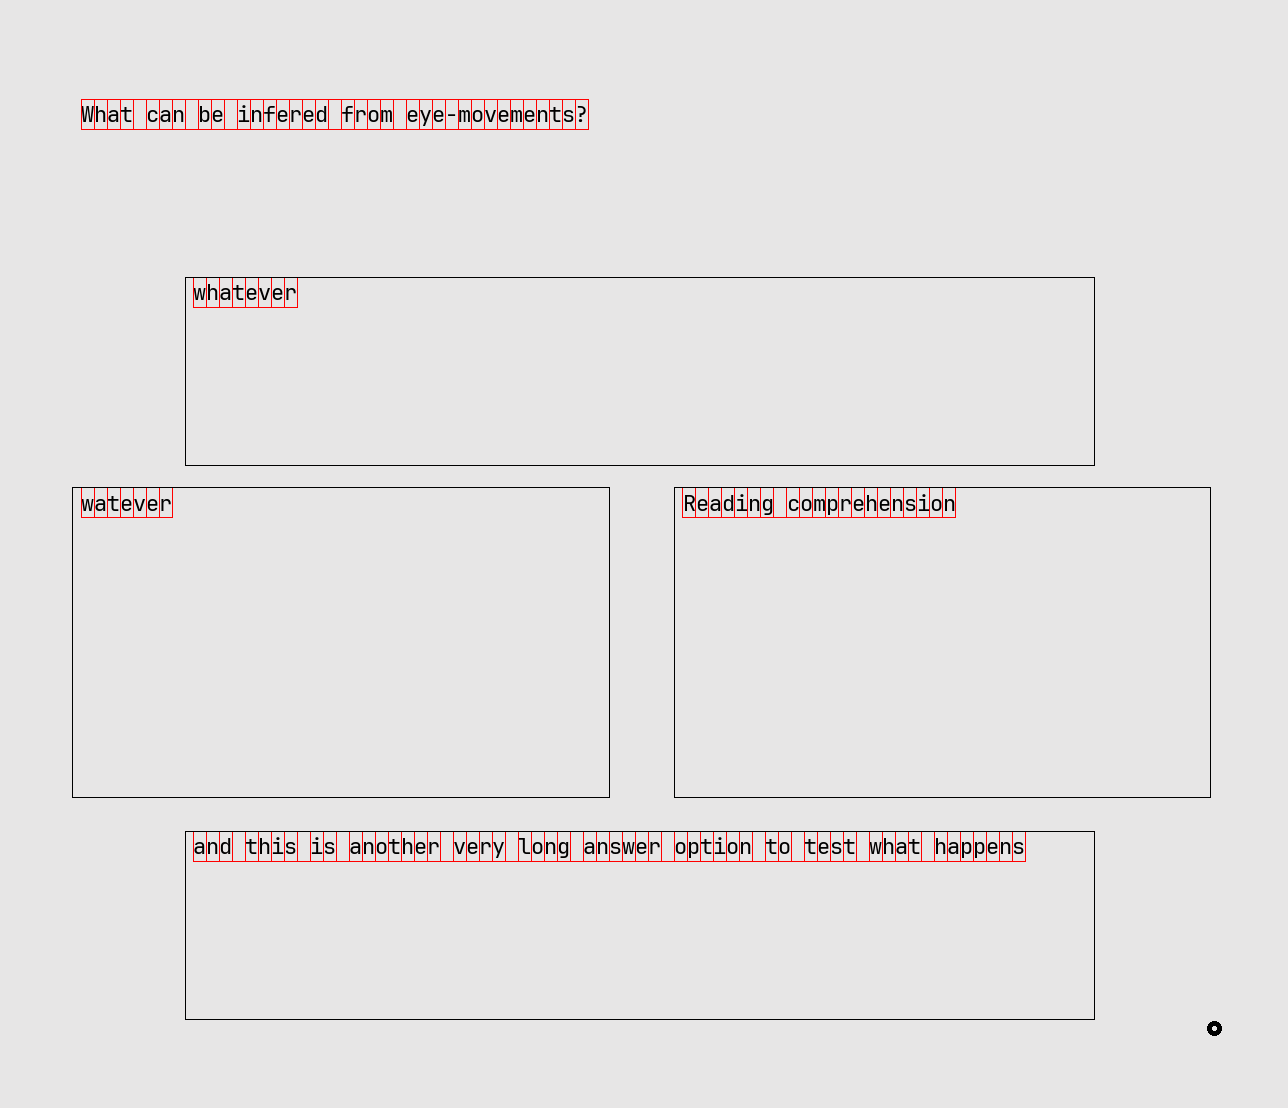 What can be infered from eye-movements?
whatever
watever
Reading comprehension
and this is another very long answer option to test what happens